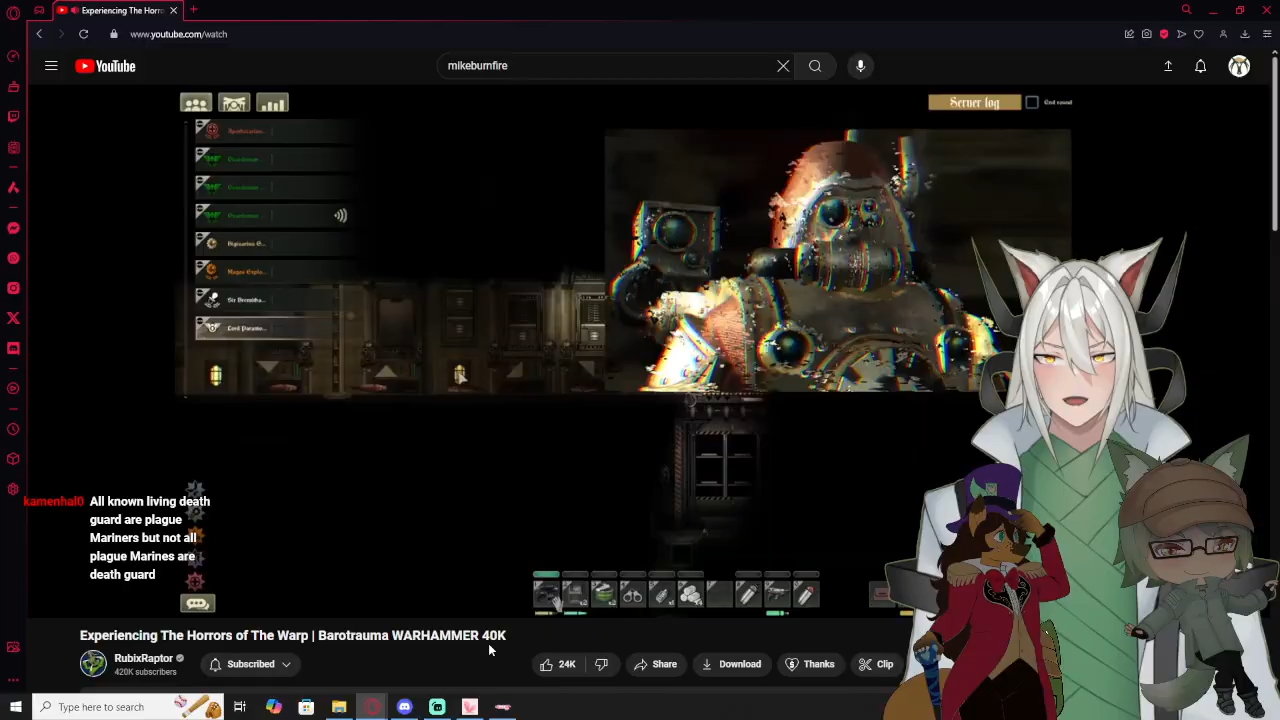 Experiencing The Horro
www.youtube.com/watch
YouTube
mikeburnfire
Server log
End round
kamenhal0 All known living death
guard are plague
Mariners but not all
plague Marines are
death guard
Experiencing The Horrors of The Warp | Barotrauma WARHAMMER 40K
RubixRaptor
420K subscribers
Subscribed
24K
Share
Download
Thanks
Clip
Type here to search